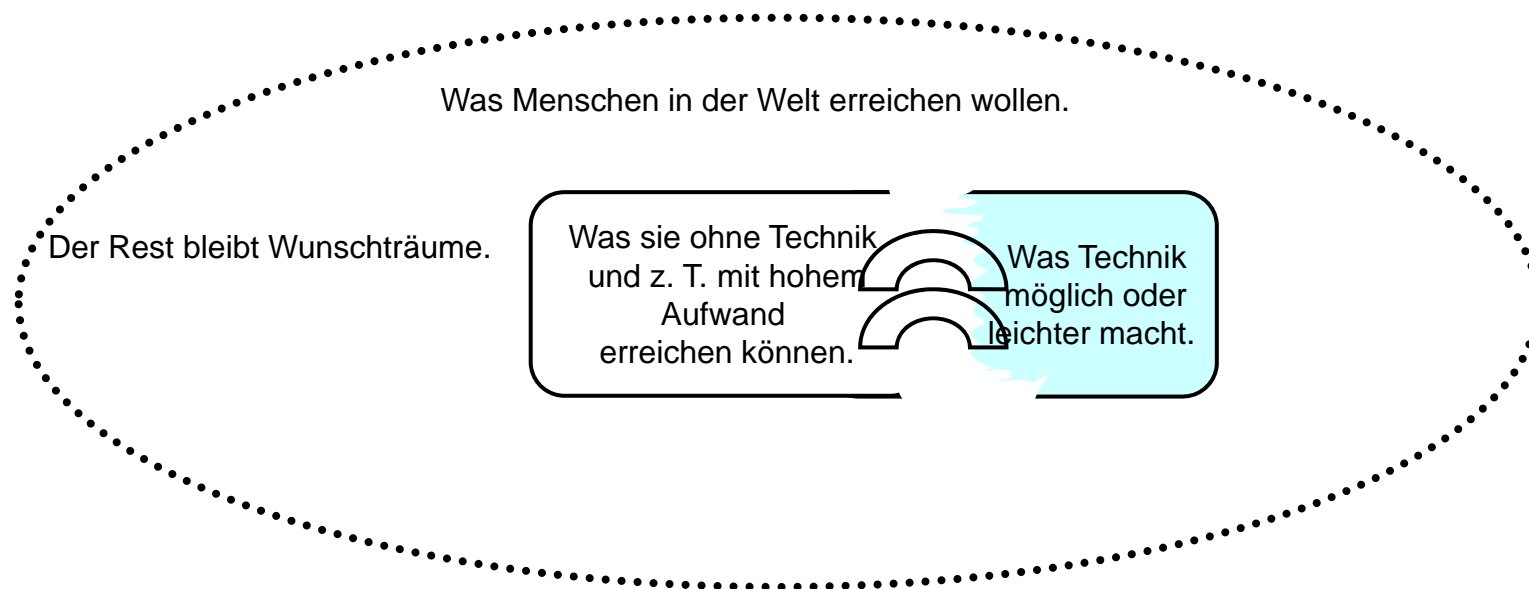 Was Menschen in der Welt erreichen wollen.
Der Rest bleibt Wunschträume.
Was sie ohne Technik
und z. T. mit hohem
Aufwand
erreichen können.
Was Technik
möglich oder
leichter macht.